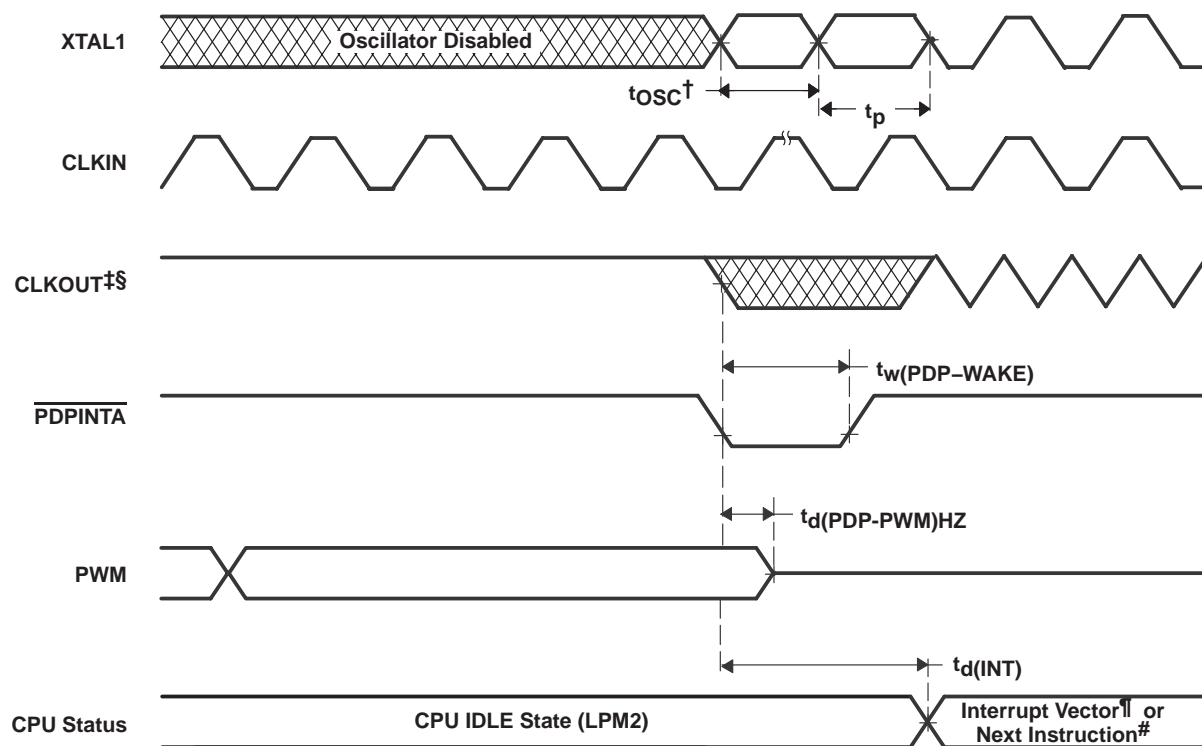 XTAL1
Oscillator Disabled
tOSC†
tp
CLKIN
CLKOUT‡§
tw(PDP–WAKE)
PDPINTA
td(PDP-PWM)HZ
PWM
td(INT)
CPU Status
CPU IDLE State (LPM2)
Interrupt Vector¶ or
Next Instruction#